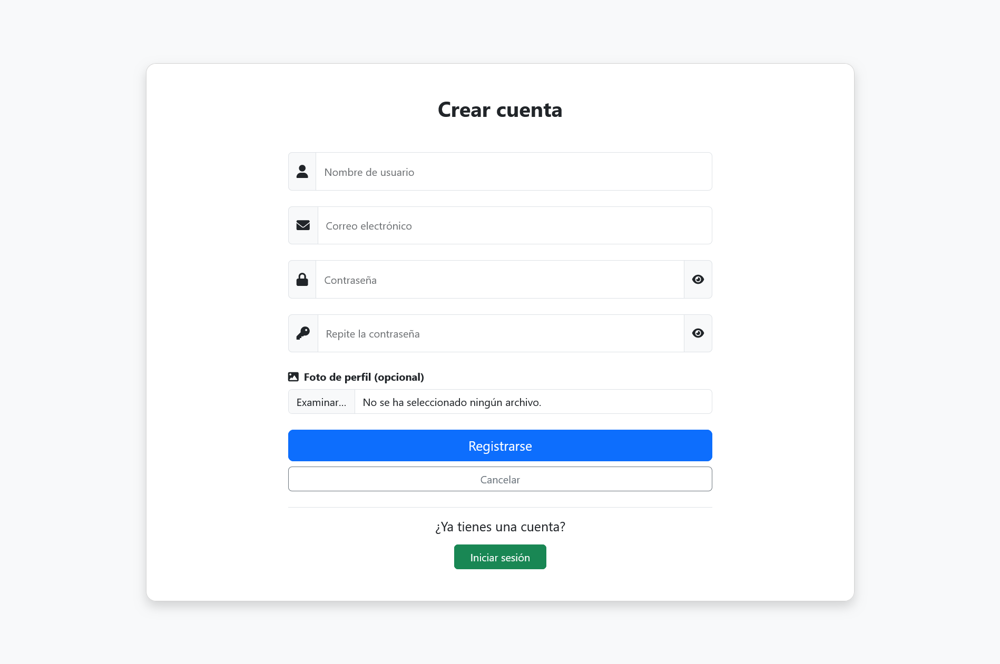 Crear cuenta
Nombre de usuario
Correo electrónico
Contraseña
Repite la contraseña
Foto de perfil (opcional)
Examinar... No se ha seleccionado ningún archivo.
Registrarse
Cancelar
¿Ya tienes una cuenta?
Iniciar sesión